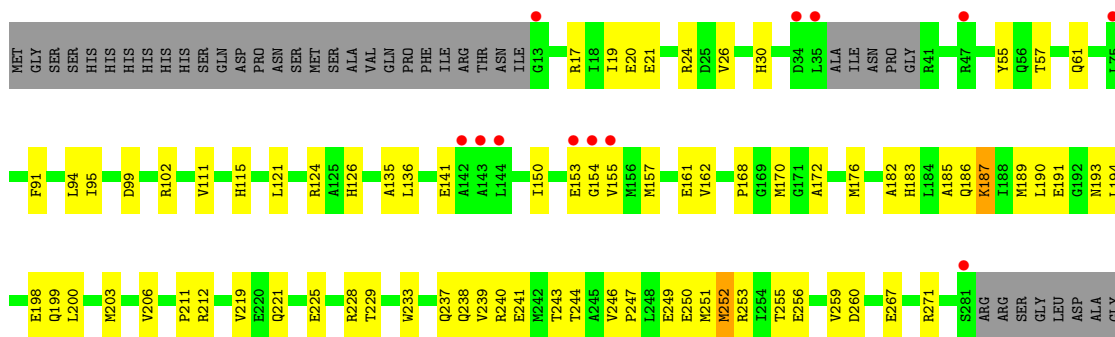 MET GLY SER SER HIS HIS HIS HIS HIS HIS SER GLN ASP PRO ASN SER MET SER ALA VAL GLN PRO PHE ILE ARG THR ASN ILE G13 R17 I18 I19 E20 E21 R24 D25 V26 H30 D34 L35 ALA ILE ASN PRO GLY R41 R47 Y55 Q56 T57 Q61 L75
F91 L94 I95 D99 R102 V111 H115 L121 R124 A125 H126 A135 L136 E141 A142 A143 L144 I150 E153 G154 V155 M156 M157 E161 V162 P168 G169 M170 G171 A172 M176 A182 H183 L184 A185 Q186 K187 I188 M189 L190 E191 G192 N193 L194
E198 Q199 L200 M203 V206 P211 R212 V219 E220 Q221 E225 R228 T229 W233 Q237 Q238 V239 R240 E241 M242 T243 T244 A245 V246 P247 L248 E249 E250 M251 M252 R253 I254 T255 E256 V259 D260 E267 R271 S281 ARG ARG SER GLY LEU ASP ALA GLY